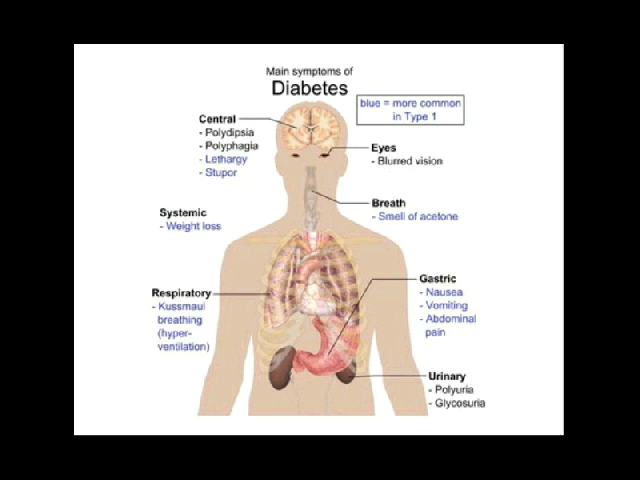 Main symptoms of
Diabetes
blue = more common
in Type 1
Central
- Polydipsia
- Polyphagia
- Lethargy
- Stupor
Eyes
- Blurred vision
Breath
- Smell of acetone
Systemic
- Weight loss
Respiratory
- Kussmaul
breathing
(hyper-
ventilation)
Gastric
- Nausea
- Vomiting
- Abdominal
pain
Urinary
- Polyuria
- Glycosuria